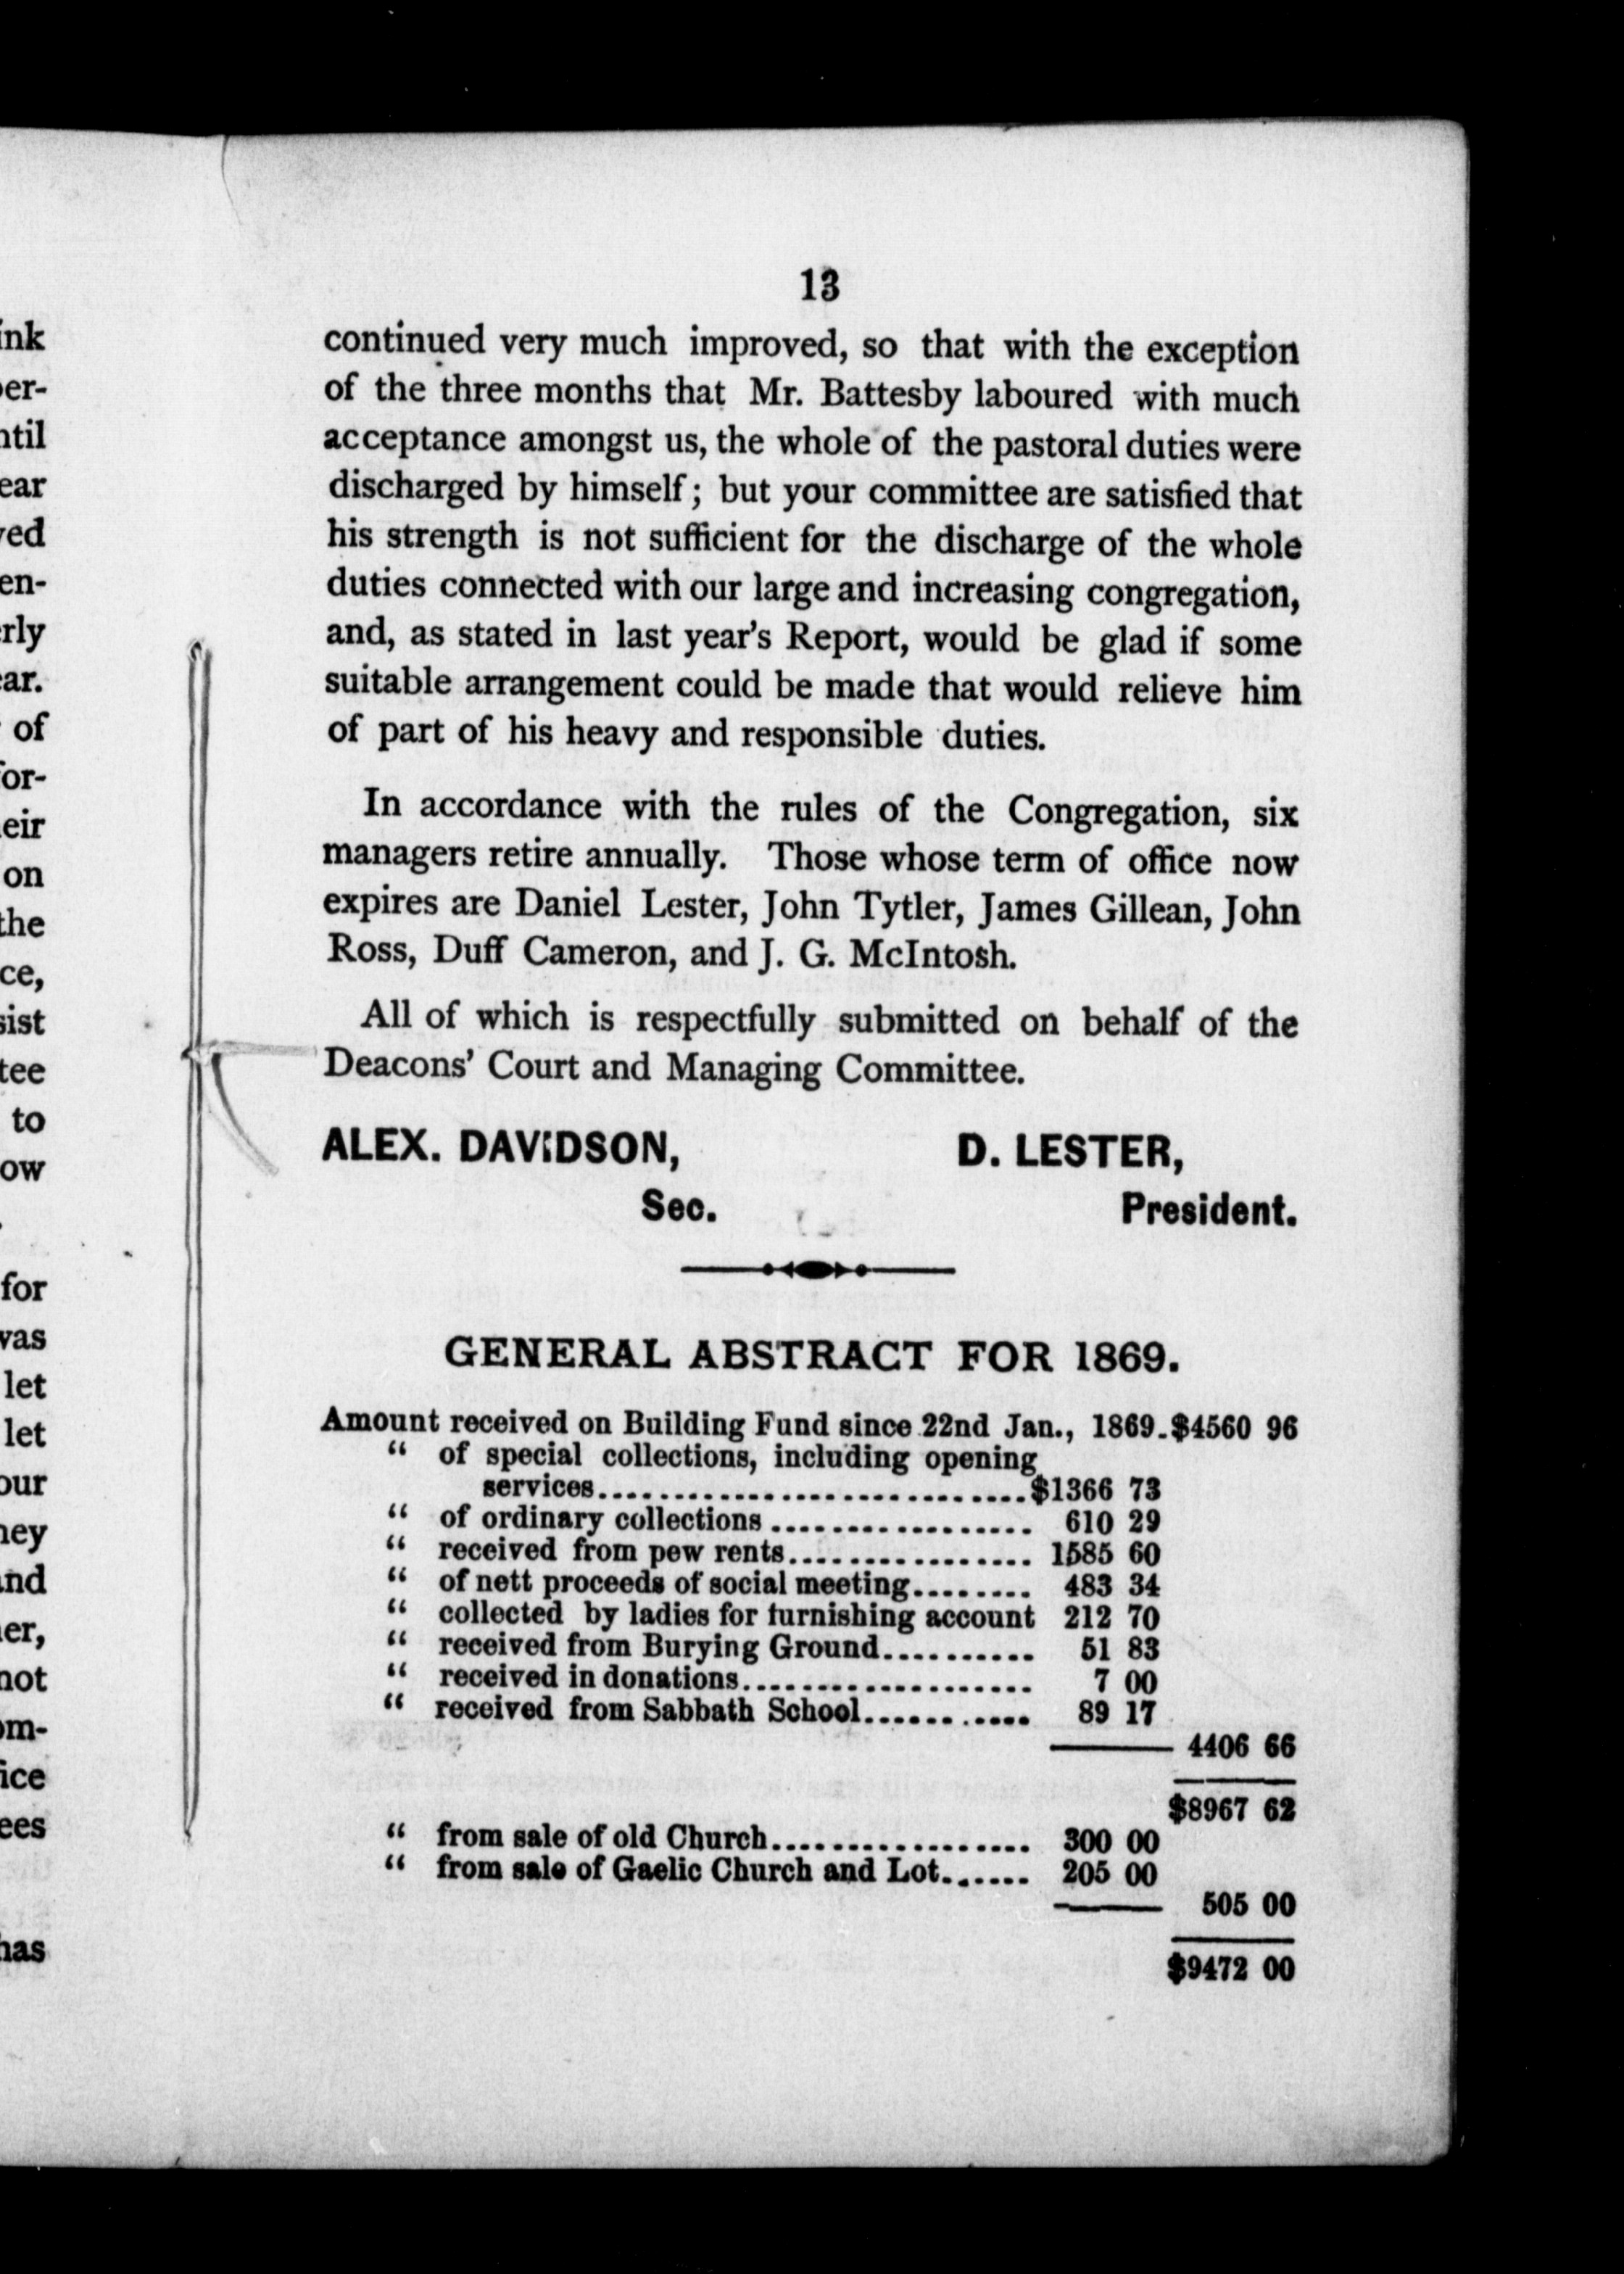 13
continued very much improved, so that with the exception
of the three months that Mr. Battesby laboured with much
acceptance amongst us, the whole of the pastoral duties were
discharged by himself; but your committee are satisfied that
his strength is not sufficient for the discharge of the whole
duties connected with our large and increasing congregation,
and, as stated in last year's Report, would be glad if some
suitable arrangement could be made that would relieve him
of part of his heavy and responsible duties.
In accordance with the rules of the Congregation, six
managers retire annually. Those whose term of office now
expires are Daniel Lester, John Tytler, James Gillean, John
Ross, Duff Cameron, and J. G. McIntosh.
All of which is respectfully submitted on behalf of the
Deacons' Court and Managing Committee.
ALEX. DAVIDSON, D. LESTER,
Sec. President.
GENERAL ABSTRACT FOR 1869.
Amount received on Building Fund since 22nd Jan., 1869. $4560 96
“ of special collections, including opening
services............................$1366 73
“ of ordinary collections ................. 610 29
“ received from pew rents................ 1585 60
“ of nett proceeds of social meeting........ 483 34
“ collected by ladies for furnishing account 212 70
“ received from Burying Ground.......... 51 83
“ received in donations................... 7 00
“ received from Sabbath School........... 89 17
4406 66
$8967 62
“ from sale of old Church................. 300 00
“ from sale of Gaelic Church and Lot...... 205 00
505 00
$9472 00